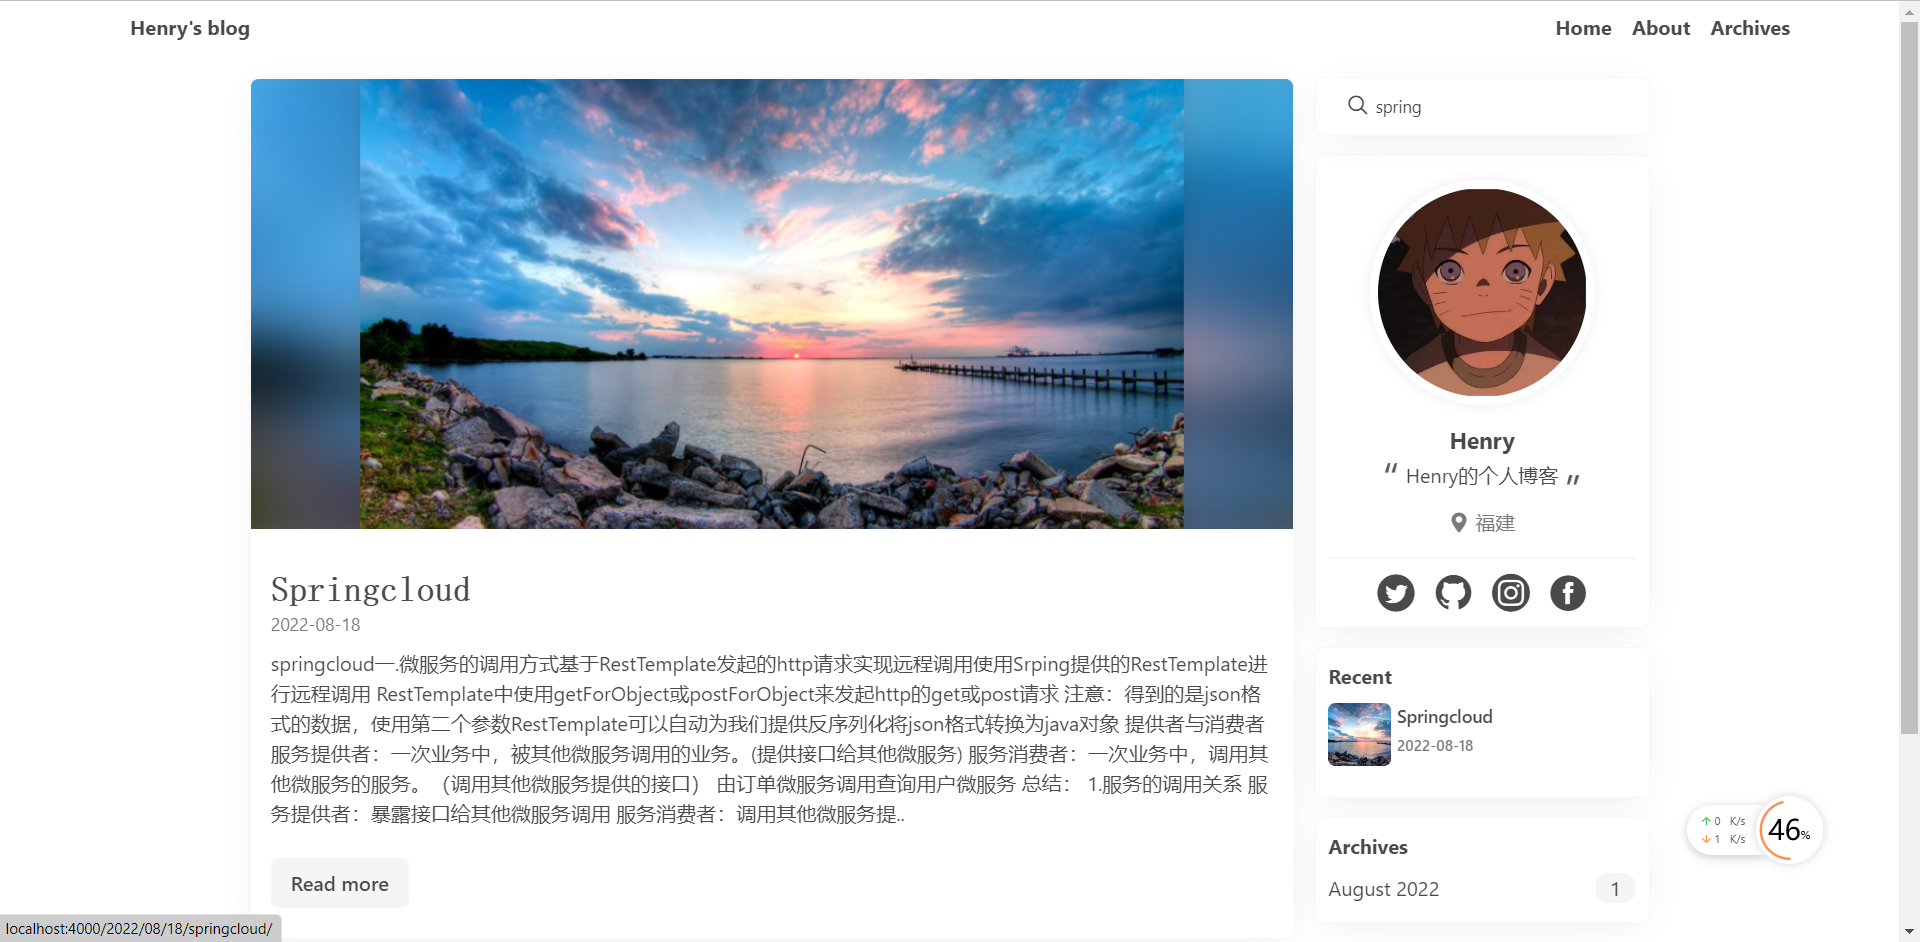 Henry's blog
Home About Archives
spring
Henry
“ Henry的个人博客 „
福建
Springcloud
2022-08-18
springcloud一.微服务的调用方式基于RestTemplate发起的http请求实现远程调用使用Srping提供的RestTemplate进
行远程调用 RestTemplate中使用getForObject或postForObject来发起http的get或post请求 注意：得到的是json格
式的数据，使用第二个参数RestTemplate可以自动为我们提供反序列化将json格式转换为java对象 提供者与消费者
服务提供者：一次业务中，被其他微服务调用的业务。(提供接口给其他微服务) 服务消费者：一次业务中，调用其
他微服务的服务。（调用其他微服务提供的接口） 由订单微服务调用查询用户微服务 总结： 1.服务的调用关系 服
务提供者：暴露接口给其他微服务调用 服务消费者：调用其他微服务提..
Read more
Recent
Springcloud
2022-08-18
Archives
August 2022 1
0 K/s
1 K/s
46%
localhost:4000/2022/08/18/springcloud/